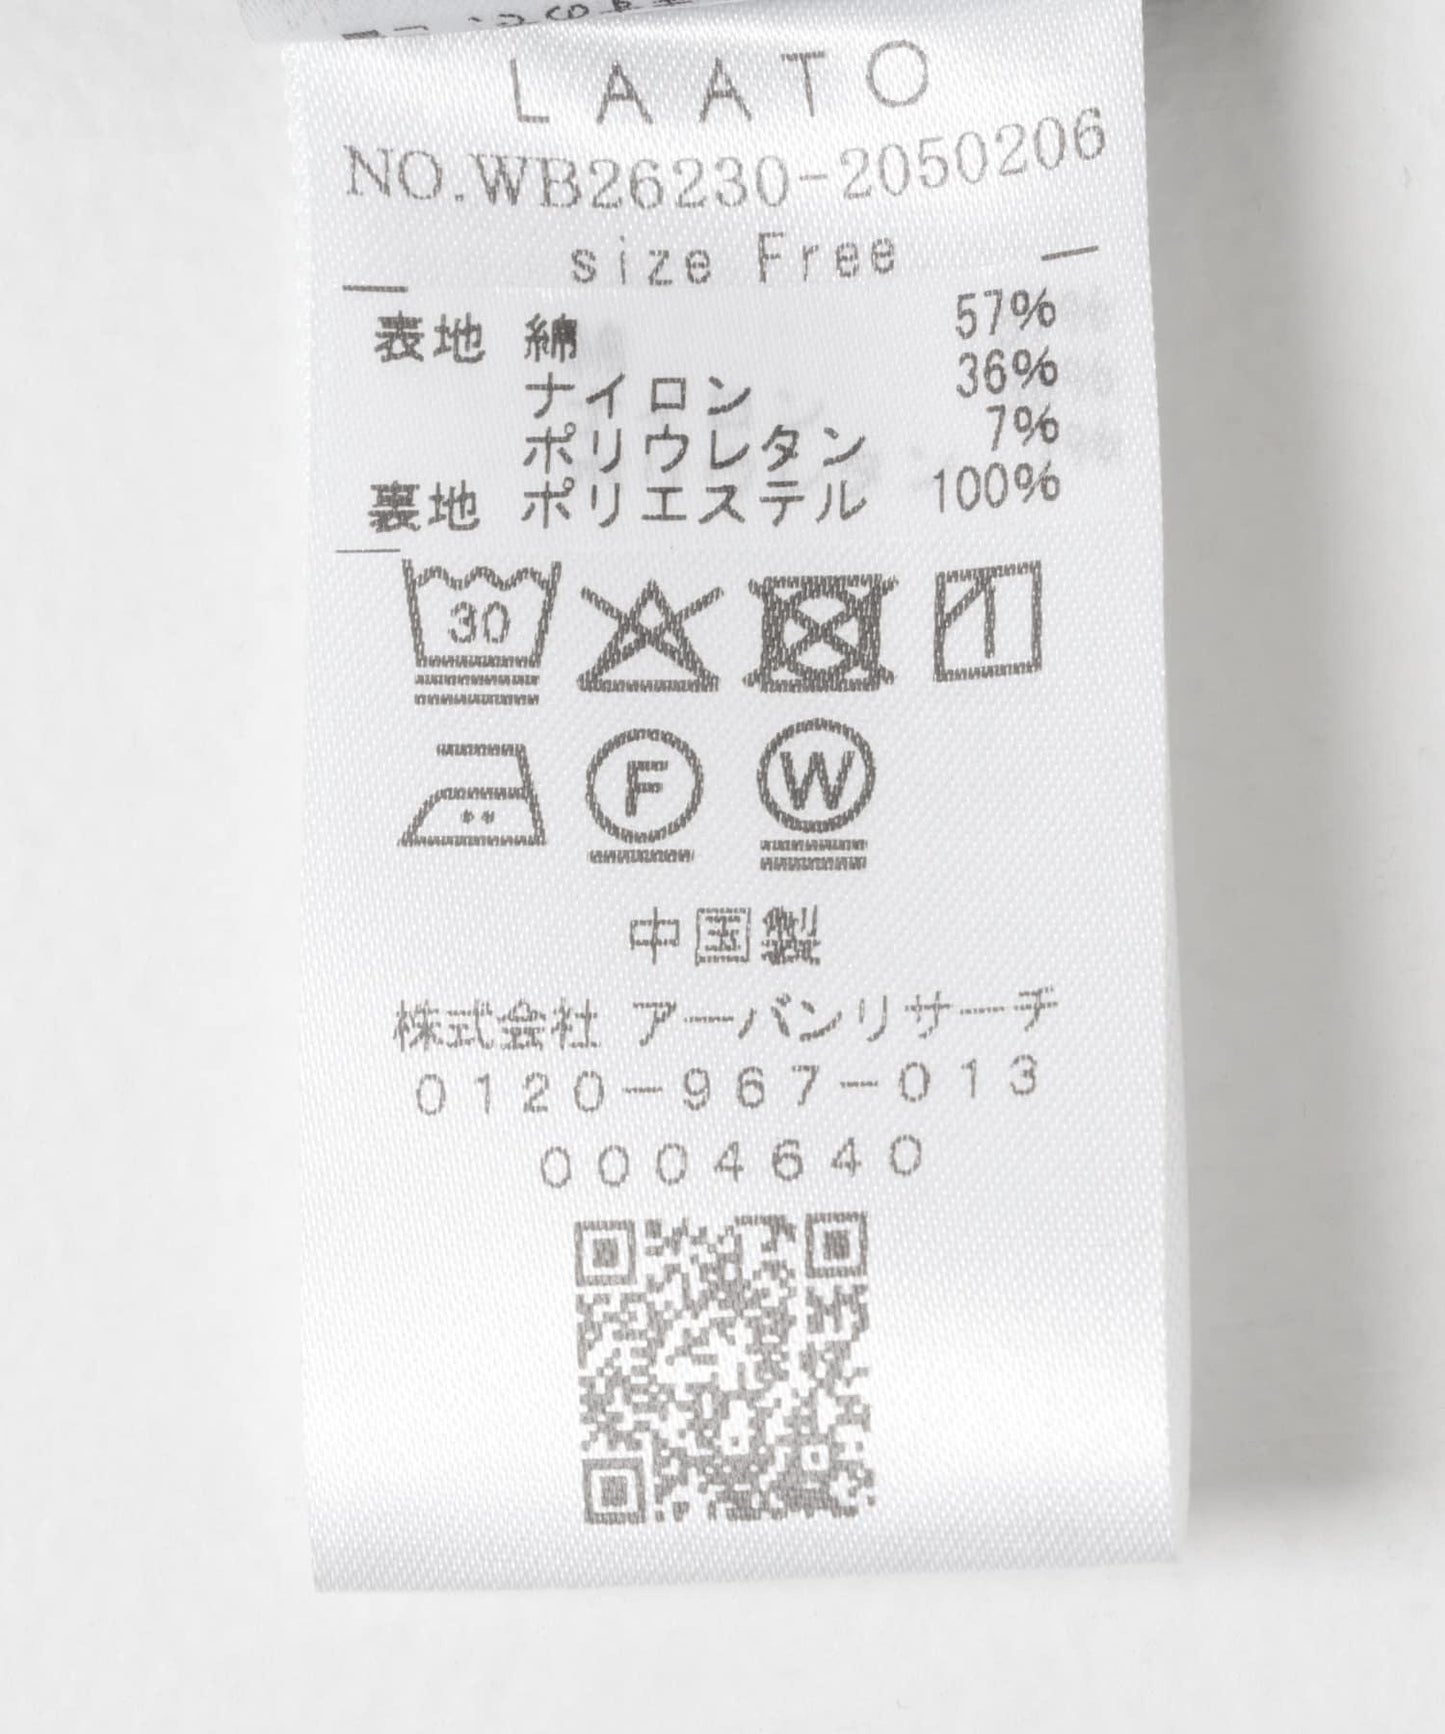 LAATO
NO.WB26230-2050206
size Free
表地 綿 57%
ナイロン 36%
ポリウレタン 7%
裏地 ポリエステル 100%
30
F W
中国製
株式会社 アーバンリサーチ
0120-967-013
0004640